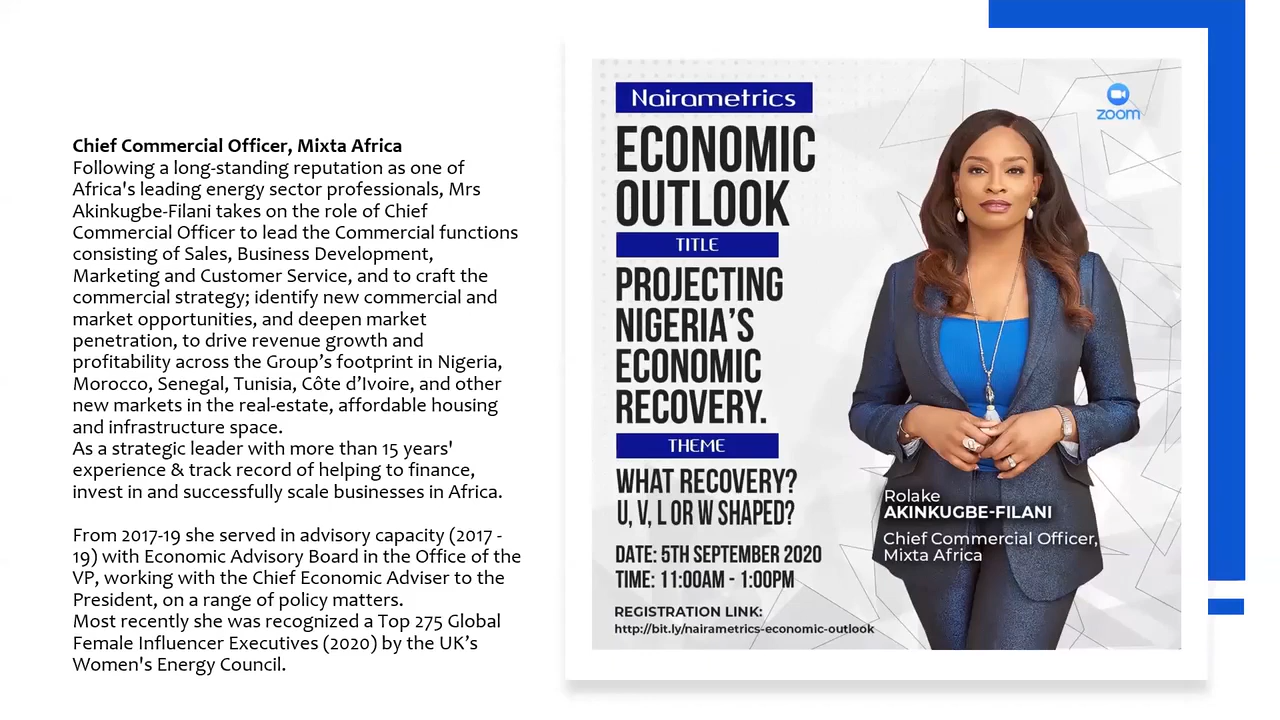 Chief Commercial Officer, Mixta Africa
Following a long-standing reputation as one of
Africa's leading energy sector professionals, Mrs
Akinkugbe-Filani takes on the role of Chief
Commercial Officer to lead the Commercial functions
consisting of Sales, Business Development,
Marketing and Customer Service, and to craft the
commercial strategy; identify new commercial and
market opportunities, and deepen market
penetration, to drive revenue growth and
profitability across the Group’s footprint in Nigeria,
Morocco, Senegal, Tunisia, Côte d’Ivoire, and other
new markets in the real-estate, affordable housing
and infrastructure space.
As a strategic leader with more than 15 years'
experience & track record of helping to finance,
invest in and successfully scale businesses in Africa.
From 2017-19 she served in advisory capacity (2017 -
19) with Economic Advisory Board in the Office of the
VP, working with the Chief Economic Adviser to the
President, on a range of policy matters.
Most recently she was recognized a Top 275 Global
Female Influencer Executives (2020) by the UK’s
Women's Energy Council.
Nairametrics
zoom
ECONOMIC
OUTLOOK
TITLE
PROJECTING
NIGERIA’S
ECONOMIC
RECOVERY.
THEME
WHAT RECOVERY?
U, V, L OR W SHAPED?
DATE: 5TH SEPTEMBER 2020
TIME: 11:00AM - 1:00PM
REGISTRATION LINK:
http://bit.ly/nairametrics-economic-outlook
Rolake
AKINKUGBE-FILANI
Chief Commercial Officer,
Mixta Africa